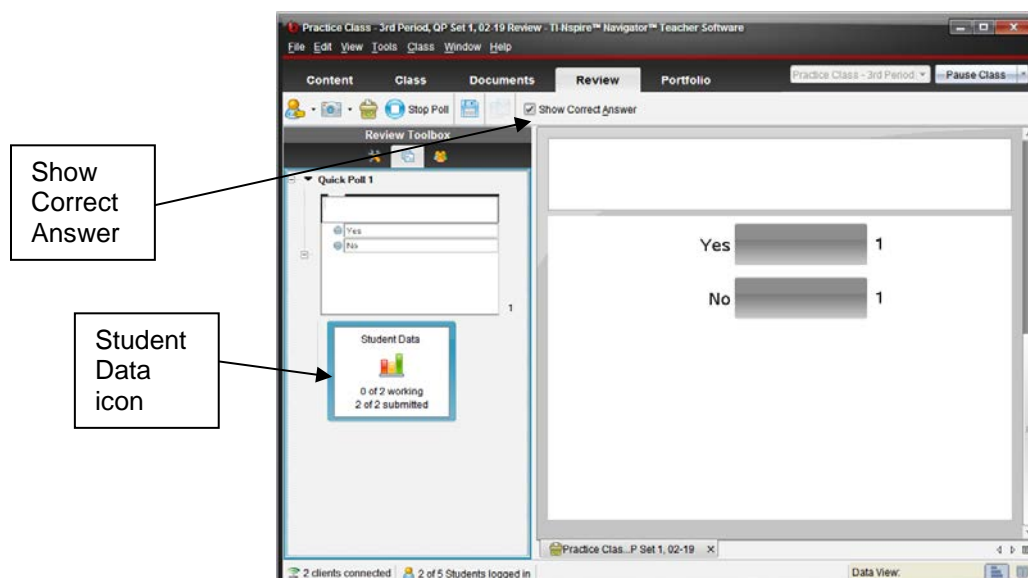 Practice Class - 3rd Period, QP Set 1, 02-19 Review - TI-Nspire™ Navigator™ Teacher Software
File Edit View Tools Class Window Help
Content Class Documents Review Portfolio
Practice Class - 3rd Period Pause Class
Stop Poll Show Correct Answer
Review Toolbox
Quick Poll 1
Yes
No
1
Student Data
0 of 2 working
2 of 2 submitted
Yes 1
No 1
Practice Clas...P Set 1, 02-19
2 clients connected 2 of 5 Students logged in
Data View:
Show
Correct
Answer
Student
Data
icon